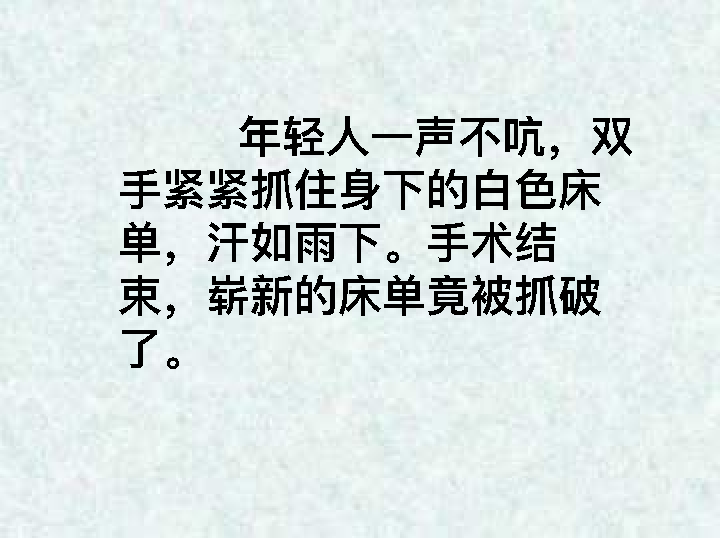 年轻人一声不吭，双
手紧紧抓住身下的白色床
单，汗如雨下。手术结
束，崭新的床单竟被抓破
了。